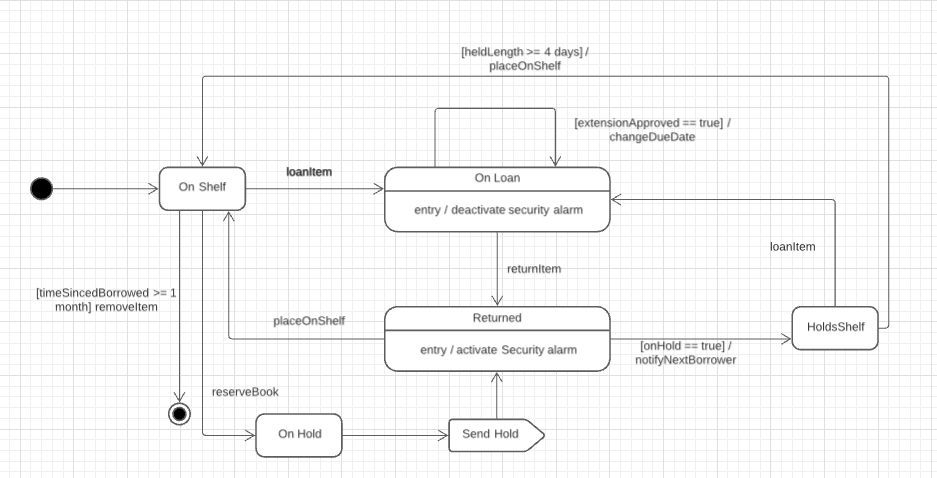 [heldLength >= 4 days] /
placeOnShelf
[extensionApproved == true] /
changeDueDate
loanItem
On Shelf
On Loan
entry / deactivate security alarm
loanItem
returnItem
[timeSincedBorrowed >= 1
month] removeItem
placeOnShelf
Returned
entry / activate Security alarm
HoldsShelf
[onHold == true] /
notifyNextBorrower
reserveBook
On Hold
Send Hold